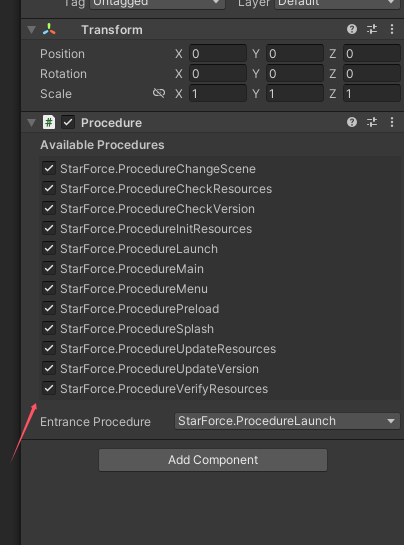 Tag Untagged Layer Default
Transform
Position X 0 Y 0 Z 0
Rotation X 0 Y 0 Z 0
Scale X 1 Y 1 Z 1
# Procedure
Available Procedures
StarForce.ProcedureChangeScene
StarForce.ProcedureCheckResources
StarForce.ProcedureCheckVersion
StarForce.ProcedureInitResources
StarForce.ProcedureLaunch
StarForce.ProcedureMain
StarForce.ProcedureMenu
StarForce.ProcedurePreload
StarForce.ProcedureSplash
StarForce.ProcedureUpdateResources
StarForce.ProcedureUpdateVersion
StarForce.ProcedureVerifyResources
Entrance Procedure StarForce.ProcedureLaunch
Add Component